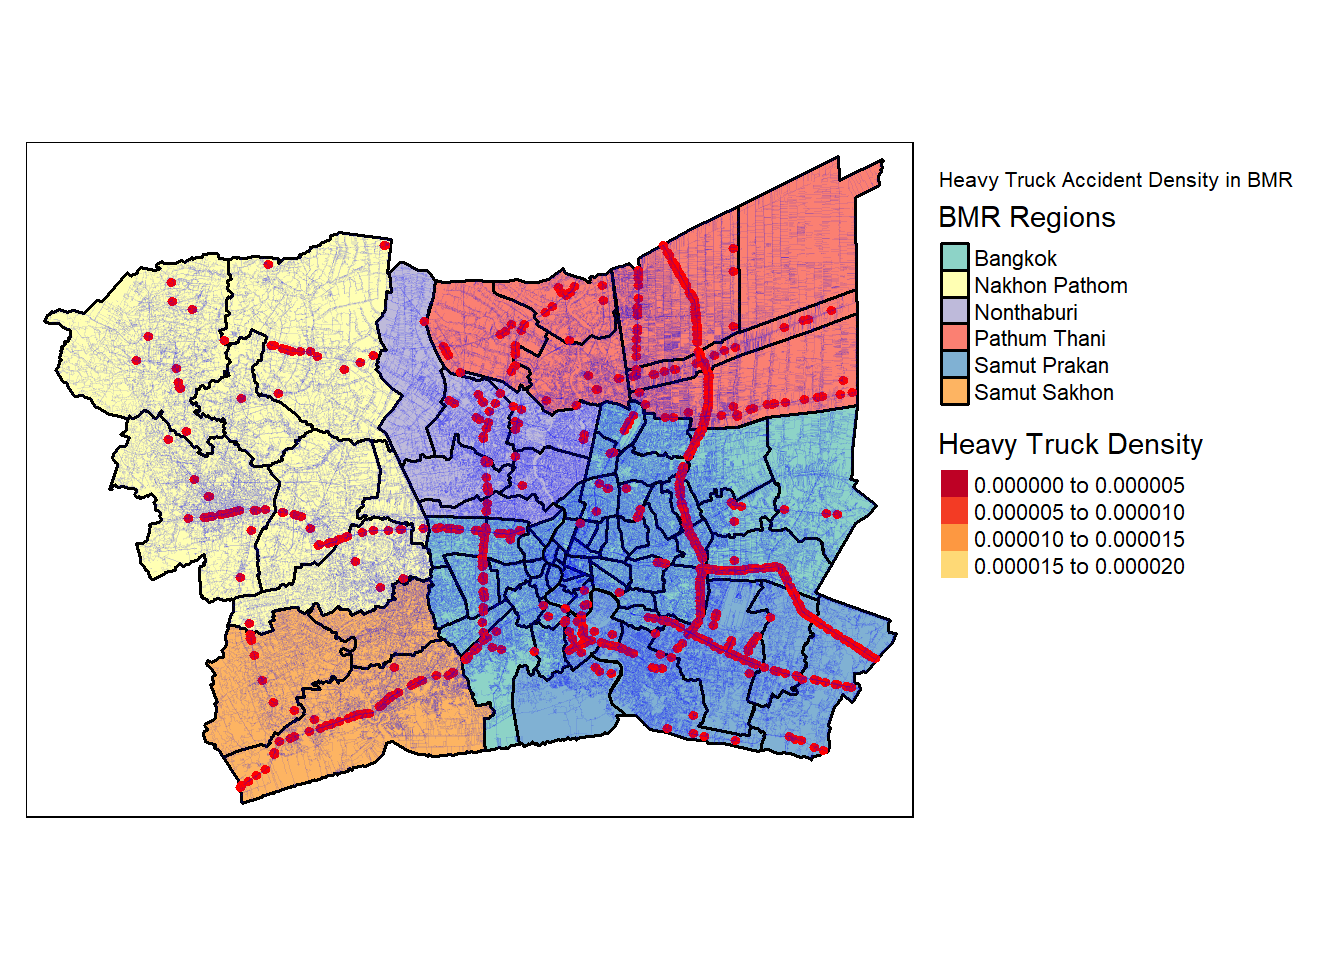 Heavy Truck Accident Density in BMR
BMR Regions
Bangkok
Nakhon Pathom
Nonthaburi
Pathum Thani
Samut Prakan
Samut Sakhon
Heavy Truck Density
0.000000 to 0.000005
0.000005 to 0.000010
0.000010 to 0.000015
0.000015 to 0.000020